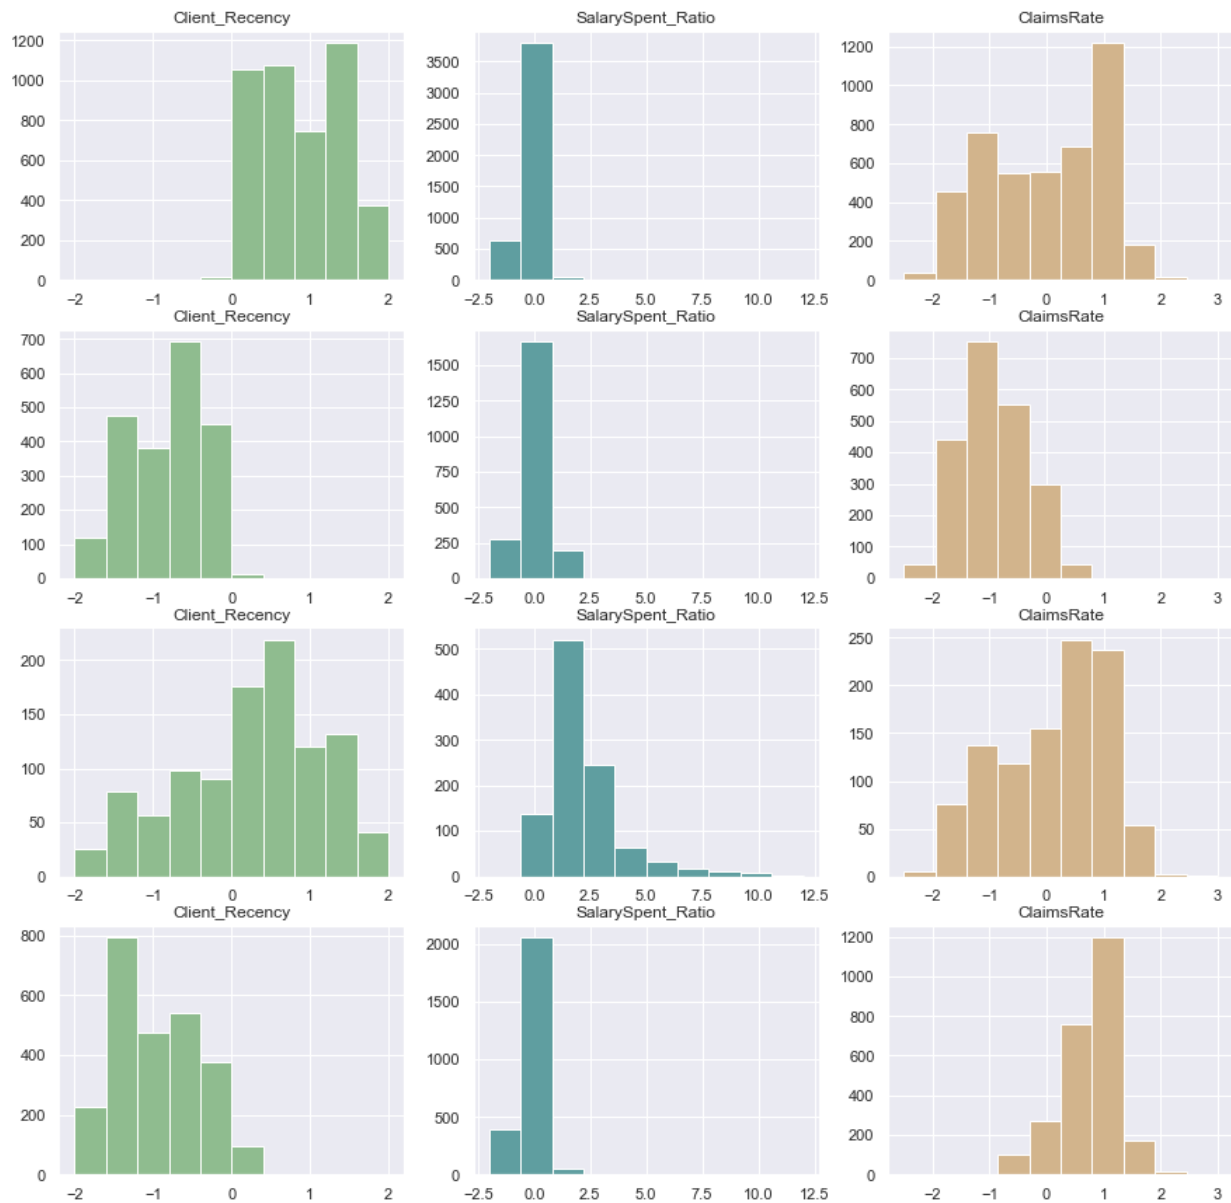 Client_Recency SalarySpent_Ratio ClaimsRate
1200 3500 1200
1000 3000 1000
800 2500 800
600 2000 600
400 1500 400
200 1000 200
0 500 0
0
−2 −1 0 1 2 −2.5 0.0 2.5 5.0 7.5 10.0 12.5 −2 −1 0 1 2 3
Client_Recency SalarySpent_Ratio ClaimsRate
700 1500 700
600 1250 600
500 1000 500
400 750 400
300 500 300
200 250 200
100 0 100
0 0
−2 −1 0 1 2 −2.5 0.0 2.5 5.0 7.5 10.0 12.5 −2 −1 0 1 2 3
Client_Recency SalarySpent_Ratio ClaimsRate
200 500 250
150 400 200
100 300 150
50 200 100
0 100 50
0 0
−2 −1 0 1 2 −2.5 0.0 2.5 5.0 7.5 10.0 12.5 −2 −1 0 1 2 3
Client_Recency SalarySpent_Ratio ClaimsRate
800 2000 1200
600 1500 1000
400 1000 800
200 500 600
0 0 400
200
0
−2 −1 0 1 2 −2.5 0.0 2.5 5.0 7.5 10.0 12.5 −2 −1 0 1 2 3